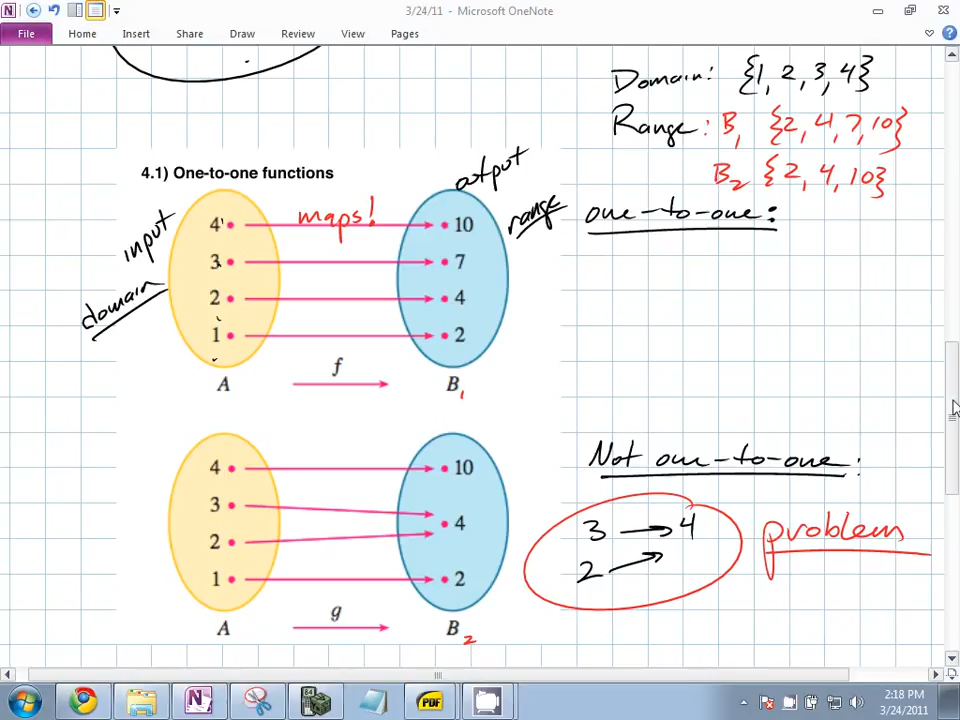 3/24/11 - Microsoft OneNote
File Home Insert Share Draw Review View Pages
Domain: {1, 2, 3, 4}
Range: B1 {2, 4, 7, 10}
B2 {2, 4, 10}
4.1) One-to-one functions
one-to-one:
input
domain
output
range
maps!
4 10
3 7
2 4
1 2
f
A B1
Not one-to-one:
4 10
3 4
2
1 2
g
A B2
3 → 4
2
problem
PDF
2:18 PM
3/24/2011